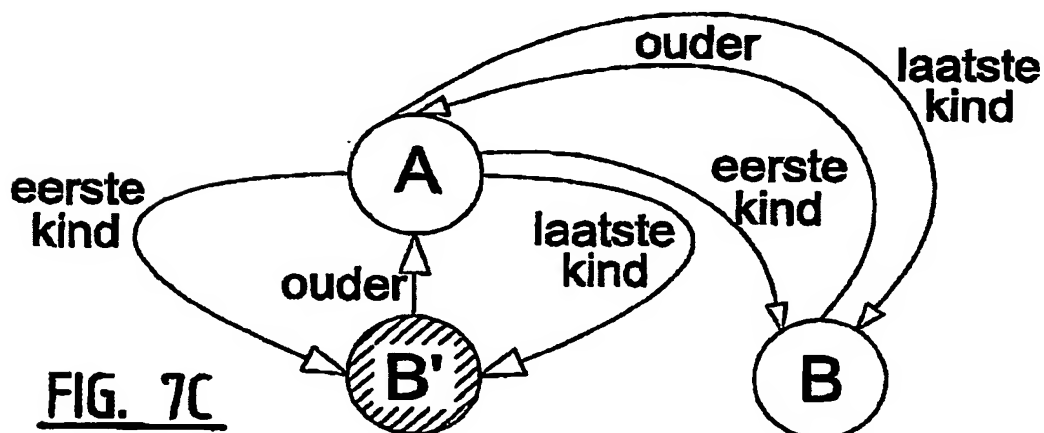 ouder
laatste
kind
A
eerste
kind
eerste
kind
laatste
kind
ouder
B'
B
FIG. 7C